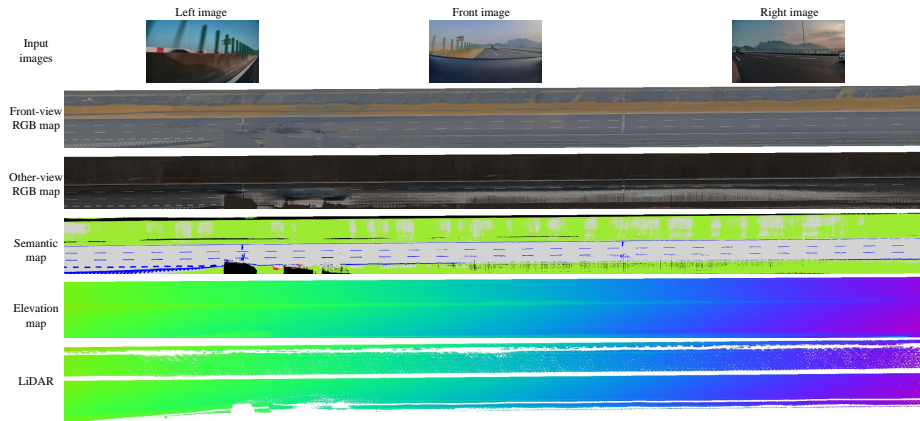 Left image
Front image
Right image
Input
images
Front-view
RGB map
Other-view
RGB map
Semantic
map
Elevation
map
LiDAR